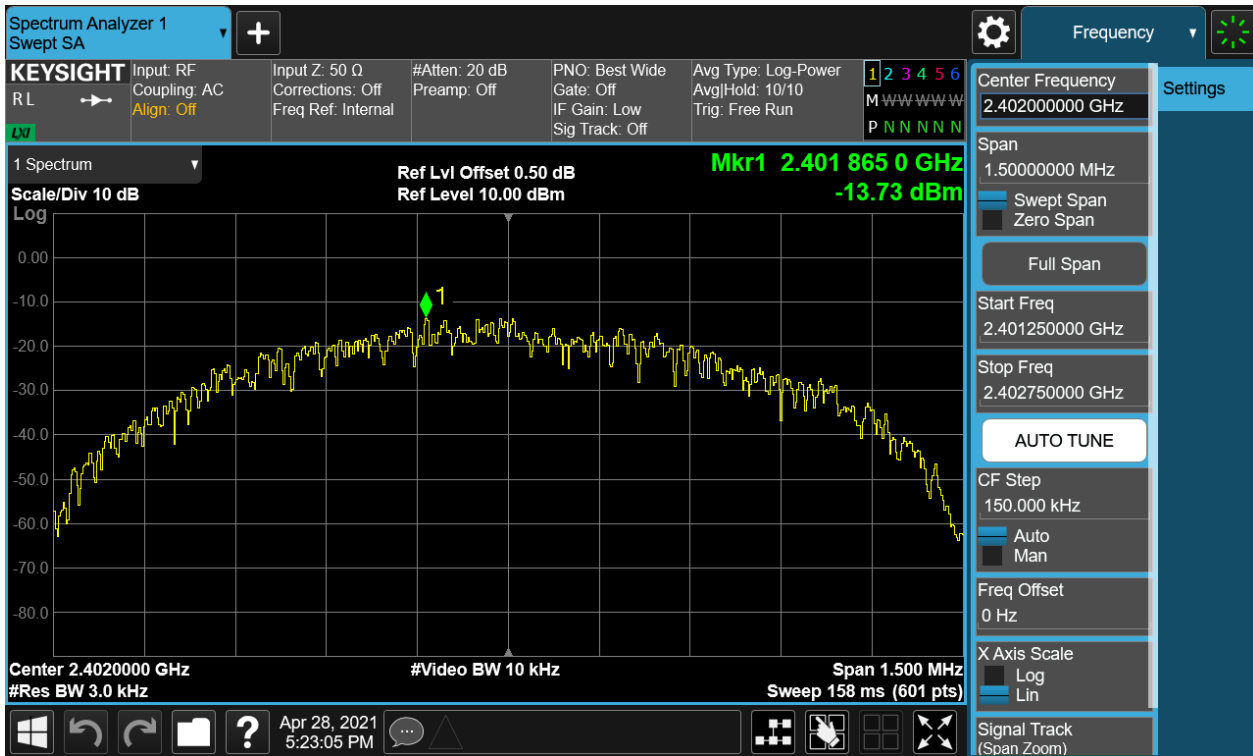 Spectrum Analyzer 1
Swept SA
Frequency
KEYSIGHT
R L
LXI
Input: RF
Coupling: AC
Align: Off
Input Z: 50 Ω
Corrections: Off
Freq Ref: Internal
#Atten: 20 dB
Preamp: Off
PNO: Best Wide
Gate: Off
IF Gain: Low
Sig Track: Off
Avg Type: Log-Power
Avg|Hold: 10/10
Trig: Free Run
1 2 3 4 5 6
M W W W W W
P N N N N N
1 Spectrum
Scale/Div 10 dB
Log
Ref Lvl Offset 0.50 dB
Ref Level 10.00 dBm
Mkr1 2.401 865 0 GHz
-13.73 dBm
1
0.00
-10.0
-20.0
-30.0
-40.0
-50.0
-60.0
-70.0
-80.0
Center 2.4020000 GHz
#Res BW 3.0 kHz
#Video BW 10 kHz
Span 1.500 MHz
Sweep 158 ms (601 pts)
Apr 28, 2021
5:23:05 PM
Center Frequency
2.402000000 GHz
Span
1.50000000 MHz
Swept Span
Zero Span
Full Span
Start Freq
2.401250000 GHz
Stop Freq
2.402750000 GHz
AUTO TUNE
CF Step
150.000 kHz
Auto
Man
Freq Offset
0 Hz
X Axis Scale
Log
Lin
Signal Track
(Span Zoom)
Settings